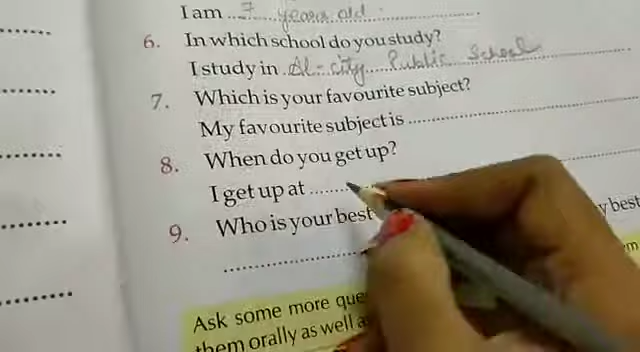 I am ...7 years old...
6. In which school do you study?
I study in Al-city Public School
7. Which is your favourite subject?
My favourite subject is ........................
8. When do you get up?
I get up at ........
9. Who is your best y best
........................
Ask some more que em
them orally as well a